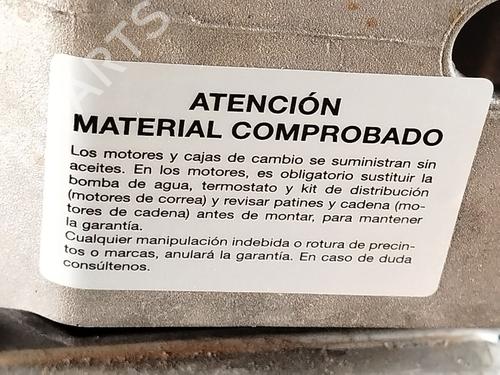 ARTS
ATENCIÓN
MATERIAL COMPROBADO
Los motores y cajas de cambio se suministran sin
aceites. En los motores, es obligatorio sustituir la
bomba de agua, termostato y kit de distribución
(motores de correa) y revisar patines y cadena (mo-
tores de cadena) antes de montar, para mantener
la garantía.
Cualquier manipulación indebida o rotura de precin-
tos o marcas, anulará la garantía. En caso de duda
consúltenos.